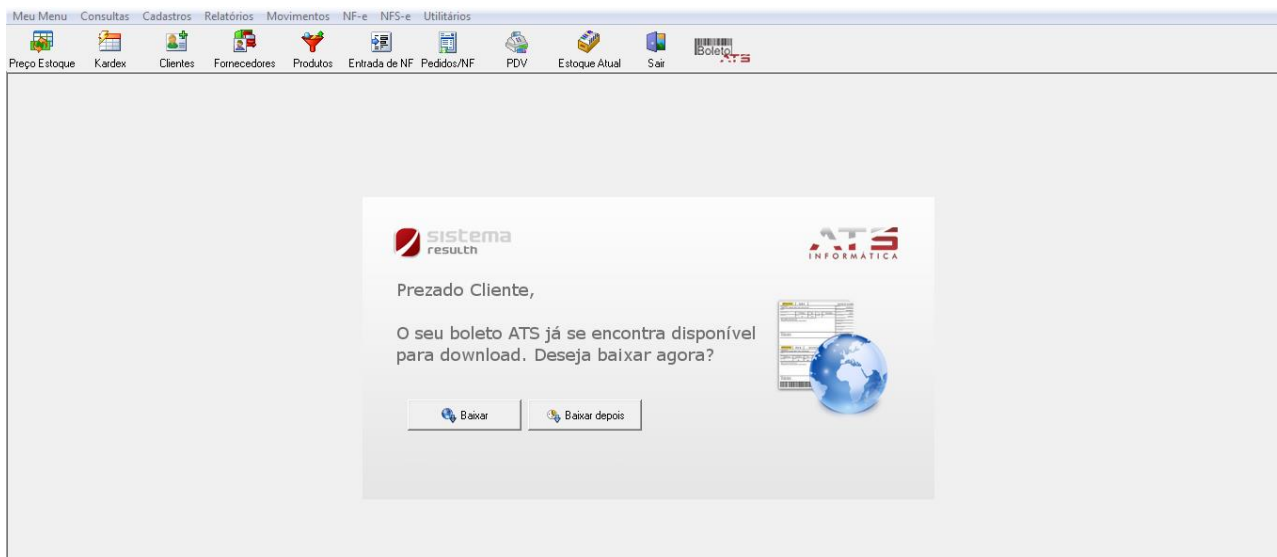 Meu Menu Consultas Cadastros Relatórios Movimentos NF-e NFS-e Utilitários
Preço Estoque Kardex Clientes Fornecedores Produtos Entrada de NF Pedidos/NF PDV Estoque Atual Sair Boleto ATS
sistema
resulth
ATS
INFORMÁTICA
Prezado Cliente,
O seu boleto ATS já se encontra disponível
para download. Deseja baixar agora?
Baixar Baixar depois